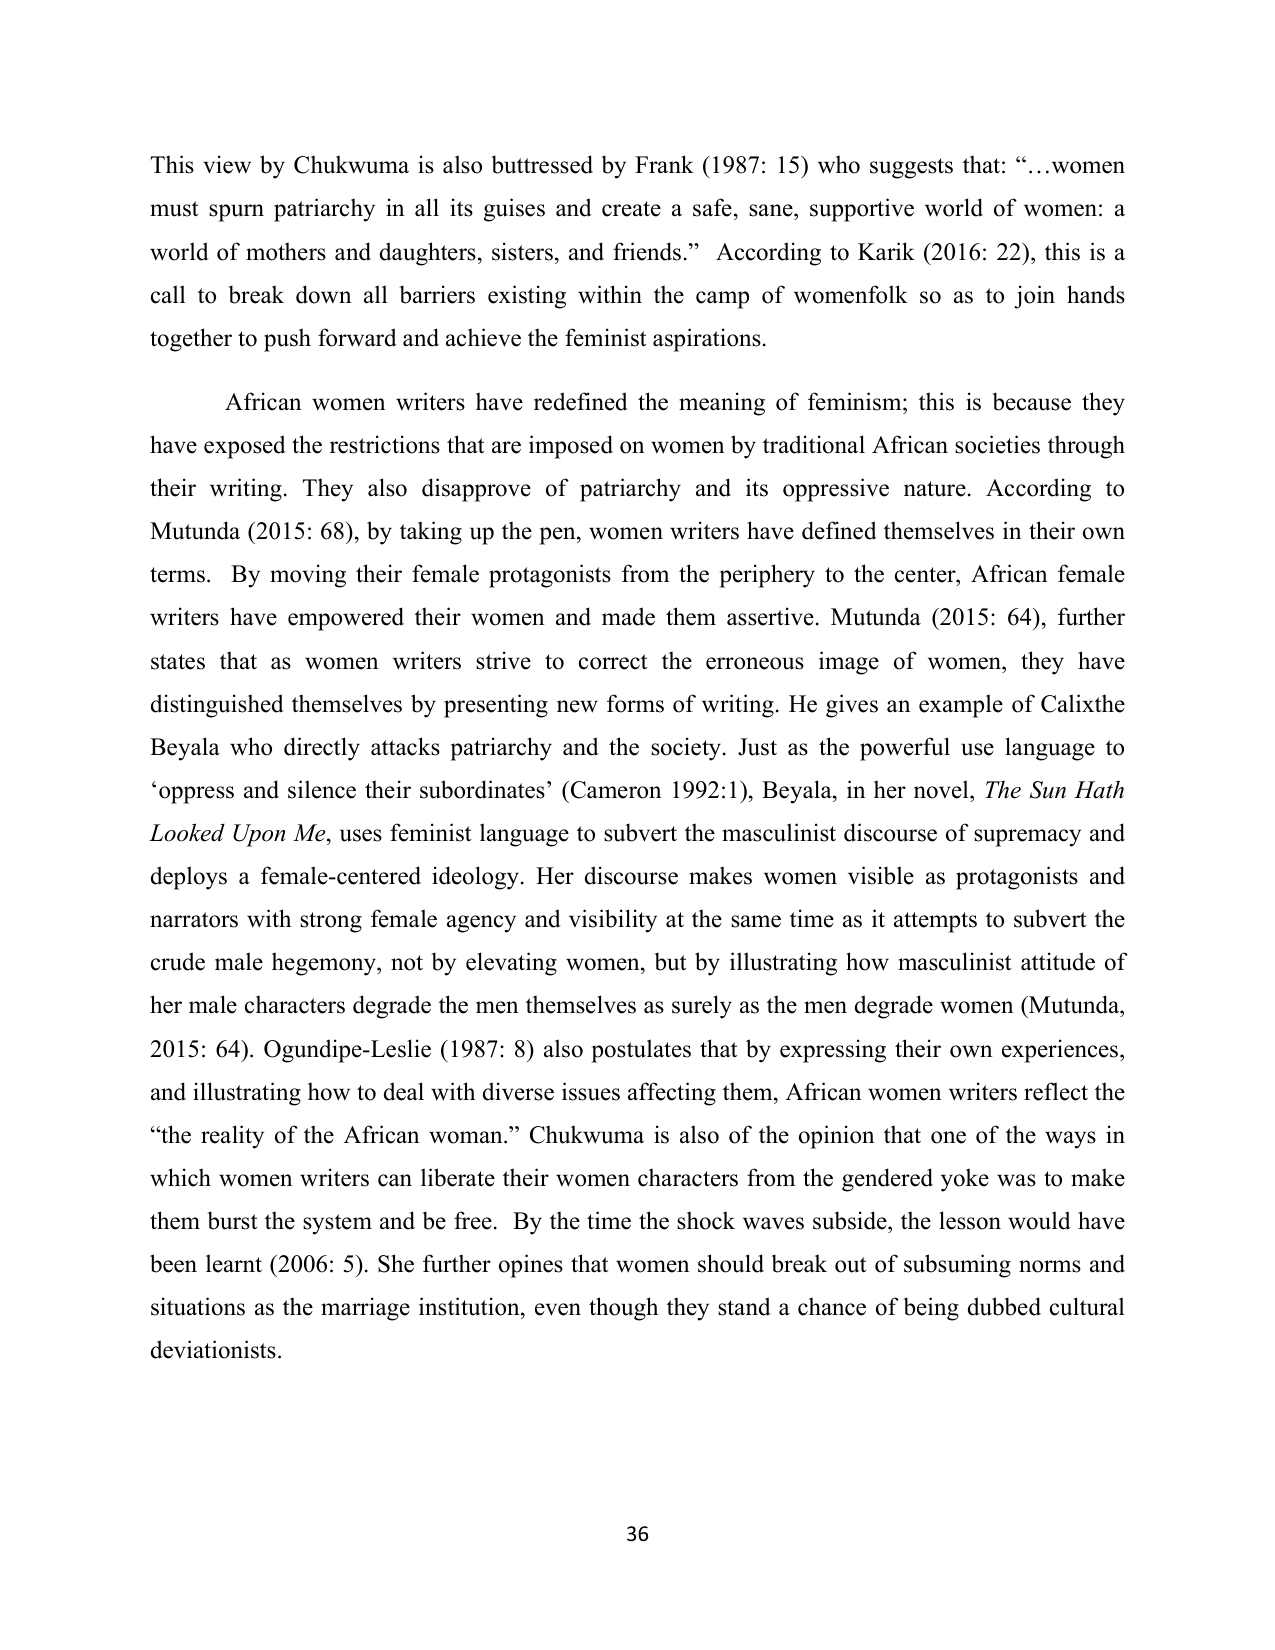 This view by Chukwuma is also buttressed by Frank (1987: 15) who suggests that: “…women
must spurn patriarchy in all its guises and create a safe, sane, supportive world of women: a
world of mothers and daughters, sisters, and friends.”  According to Karik (2016: 22), this is a
call to break down all barriers existing within the camp of womenfolk so as to join hands
together to push forward and achieve the feminist aspirations.
African women writers have redefined the meaning of feminism; this is because they
have exposed the restrictions that are imposed on women by traditional African societies through
their writing. They also disapprove of patriarchy and its oppressive nature. According to
Mutunda (2015: 68), by taking up the pen, women writers have defined themselves in their own
terms.  By moving their female protagonists from the periphery to the center, African female
writers have empowered their women and made them assertive. Mutunda (2015: 64), further
states that as women writers strive to correct the erroneous image of women, they have
distinguished themselves by presenting new forms of writing. He gives an example of Calixthe
Beyala who directly attacks patriarchy and the society. Just as the powerful use language to
‘oppress and silence their subordinates’ (Cameron 1992:1), Beyala, in her novel, The Sun Hath
Looked Upon Me, uses feminist language to subvert the masculinist discourse of supremacy and
deploys a female-centered ideology. Her discourse makes women visible as protagonists and
narrators with strong female agency and visibility at the same time as it attempts to subvert the
crude male hegemony, not by elevating women, but by illustrating how masculinist attitude of
her male characters degrade the men themselves as surely as the men degrade women (Mutunda,
2015: 64). Ogundipe-Leslie (1987: 8) also postulates that by expressing their own experiences,
and illustrating how to deal with diverse issues affecting them, African women writers reflect the
“the reality of the African woman.” Chukwuma is also of the opinion that one of the ways in
which women writers can liberate their women characters from the gendered yoke was to make
them burst the system and be free.  By the time the shock waves subside, the lesson would have
been learnt (2006: 5). She further opines that women should break out of subsuming norms and
situations as the marriage institution, even though they stand a chance of being dubbed cultural
deviationists.
36